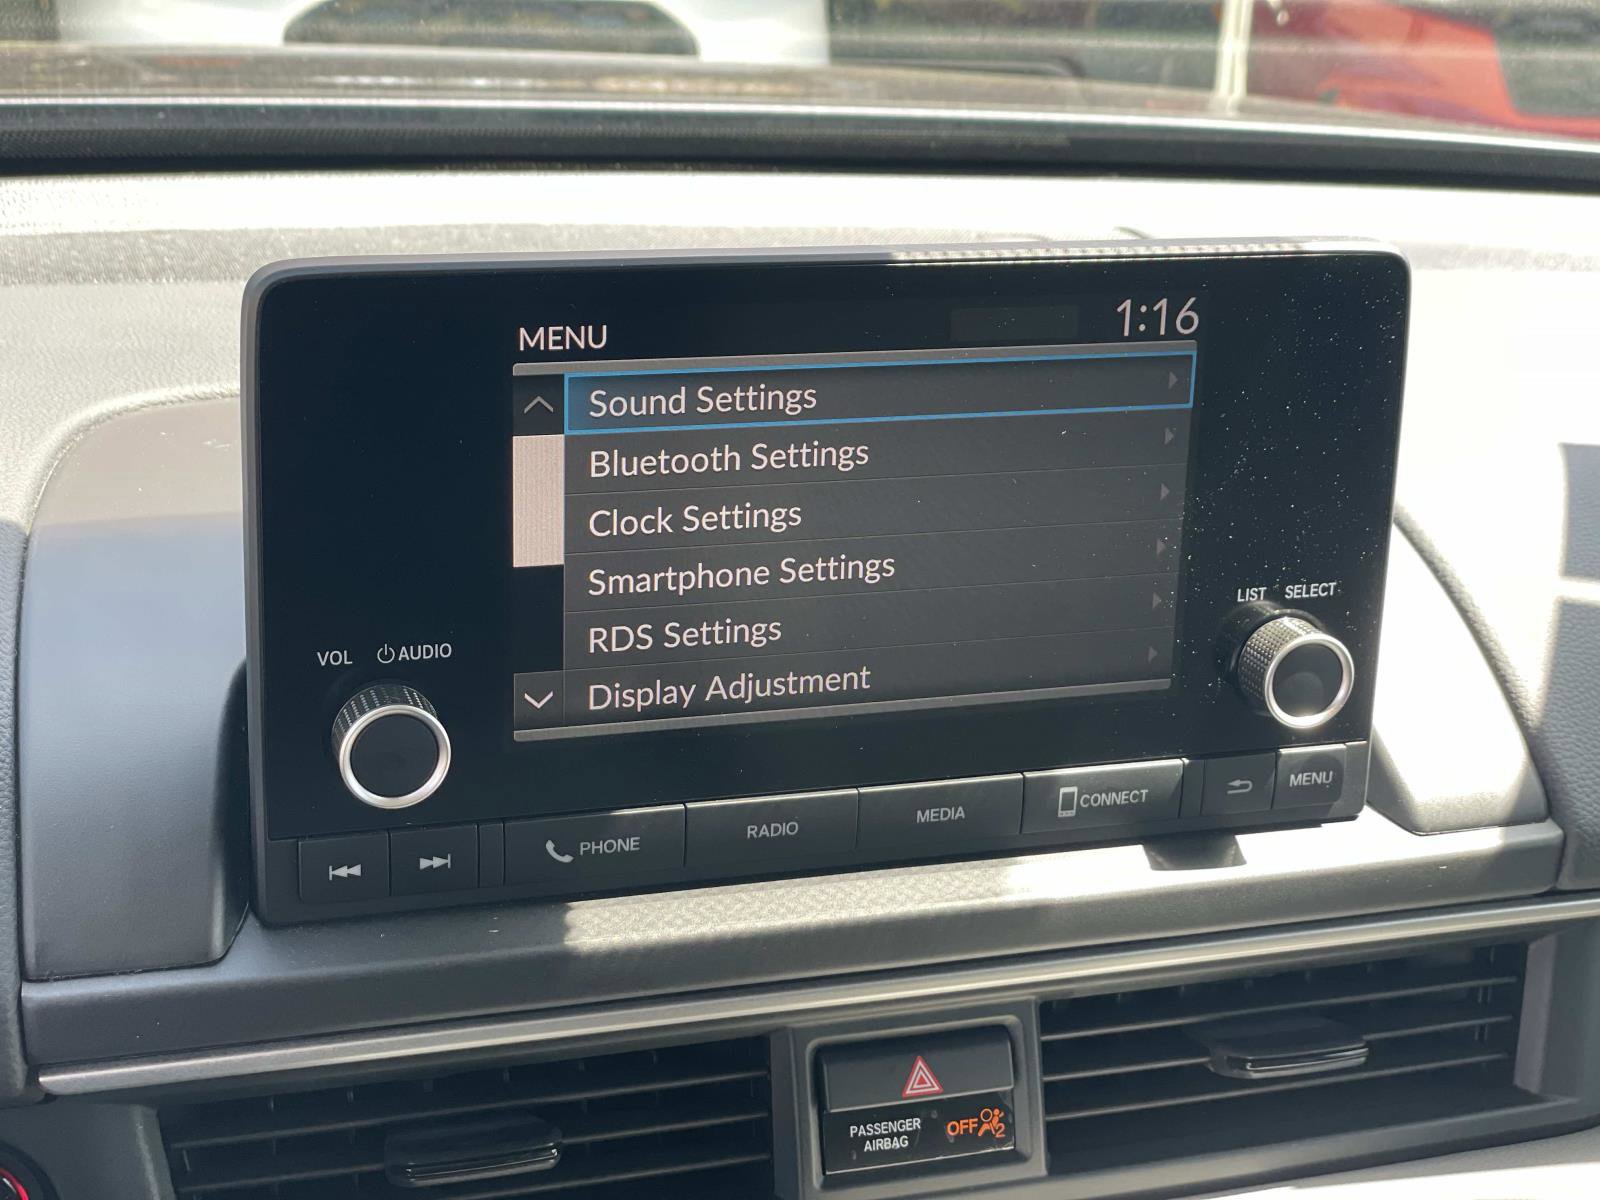 MENU
1:16
Sound Settings
Bluetooth Settings
Clock Settings
Smartphone Settings
RDS Settings
Display Adjustment
VOL AUDIO
LIST SELECT
PHONE
RADIO
MEDIA
CONNECT
MENU
PASSENGER
AIRBAG
OFF
2